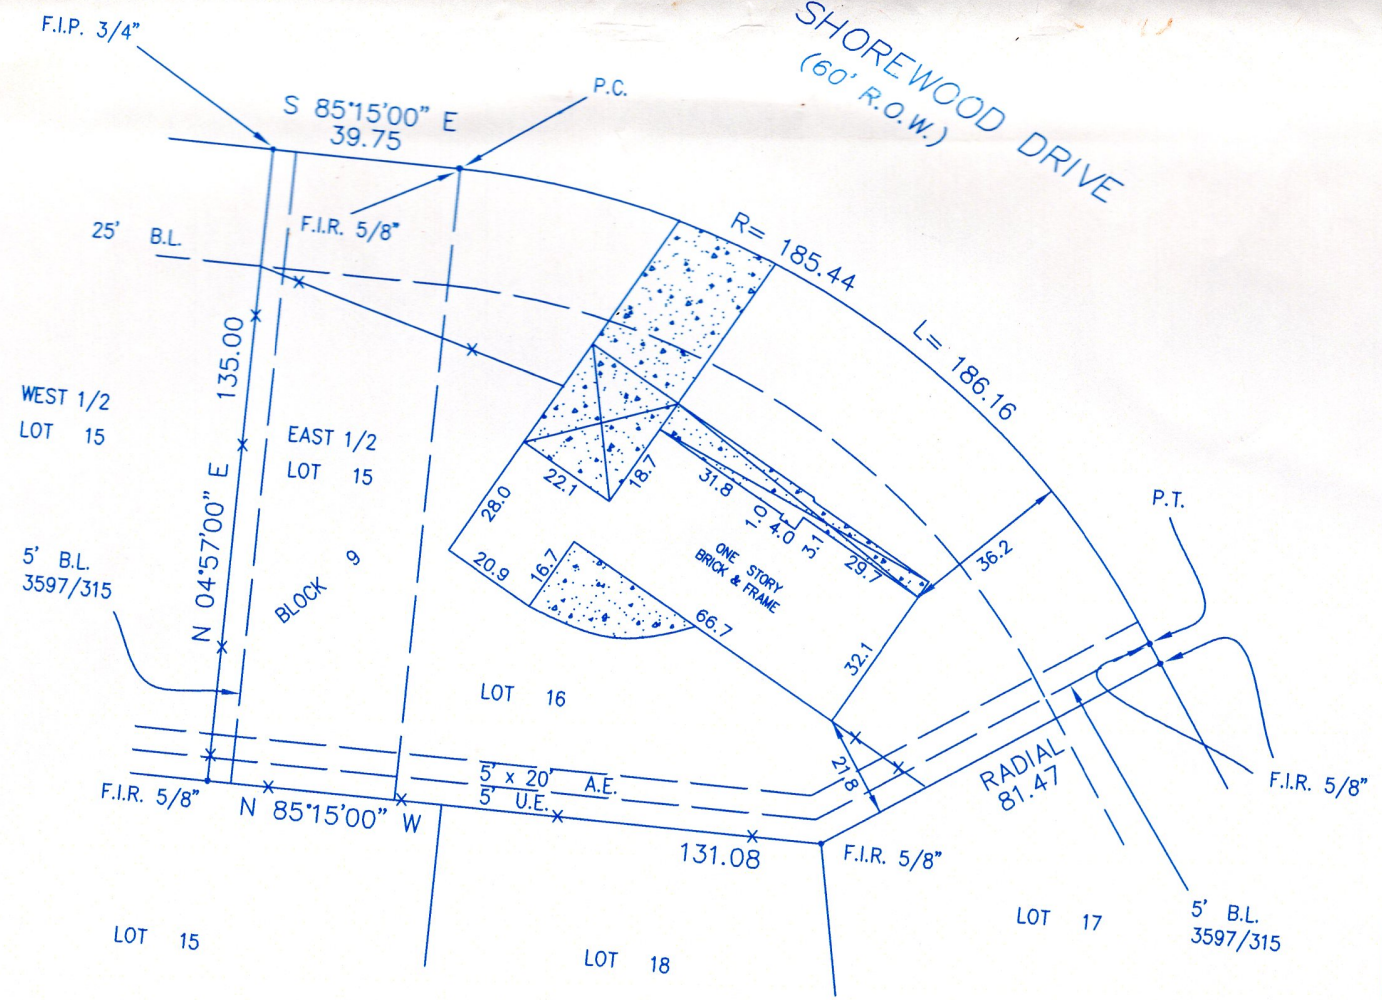 F.I.P. 3/4"
SHOREWOOD DRIVE
(60' R.O.W.)
S 85°15'00" E
39.75
P.C.
F.I.R. 5/8"
25' B.L.
R= 185.44
L= 186.16
135.00
N 04°57'00" E
WEST 1/2
LOT 15
EAST 1/2
LOT 15
BLOCK 9
5' B.L.
3597/315
22.1
18.7
28.0
20.9
16.7
31.8
1.0
4.0
3.1
29.7
ONE STORY
BRICK & FRAME
66.7
32.1
36.2
P.T.
LOT 16
21.8
5' x 20' A.E.
5' U.E.
F.I.R. 5/8"
N 85°15'00" W
131.08
F.I.R. 5/8"
RADIAL
81.47
F.I.R. 5/8"
5' B.L.
3597/315
LOT 15
LOT 18
LOT 17